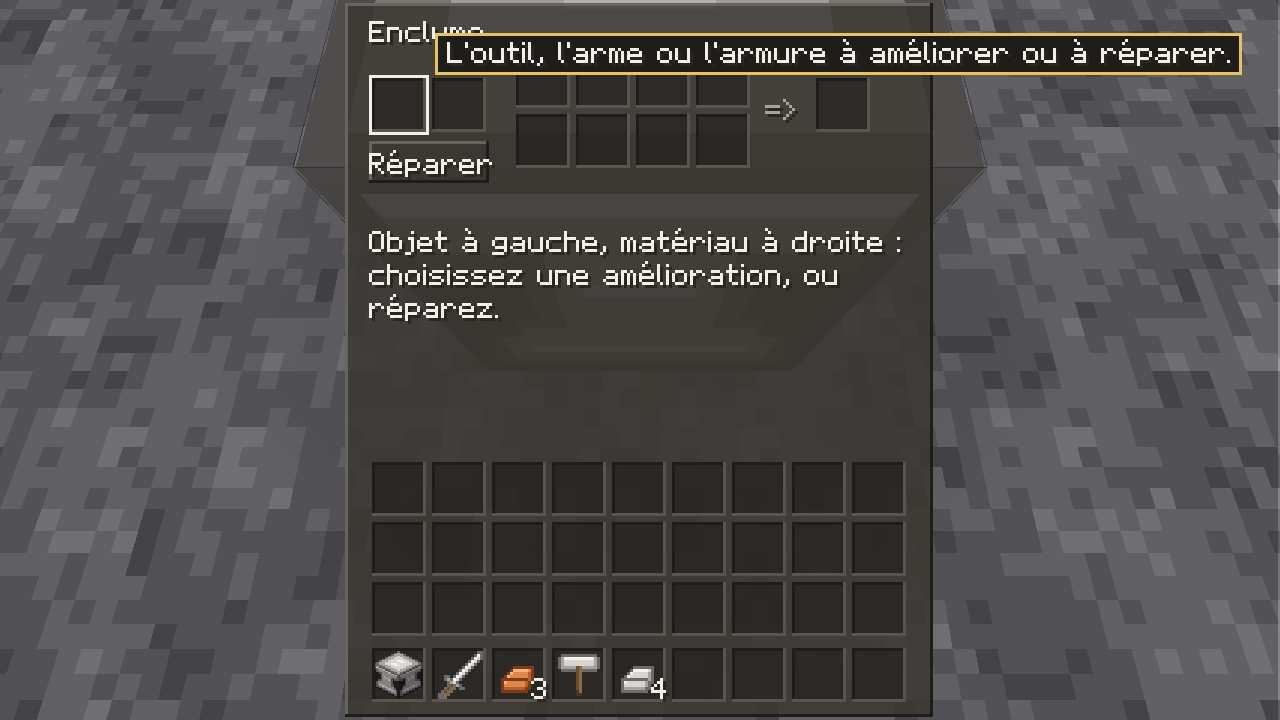 Enclume
L'outil, l'arme ou l'armure à améliorer ou à réparer.
Réparer
Objet à gauche, matériau à droite :
choisissez une amélioration, ou
réparez.
3
4